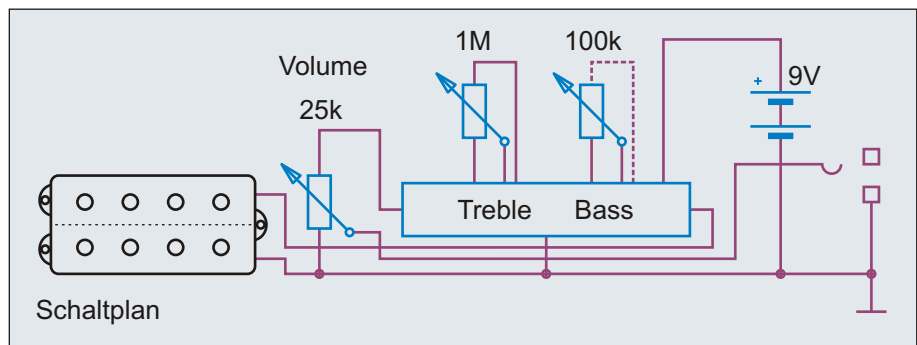 1M
100k
Volume
9V
+
25k
Treble
Bass
Schaltplan